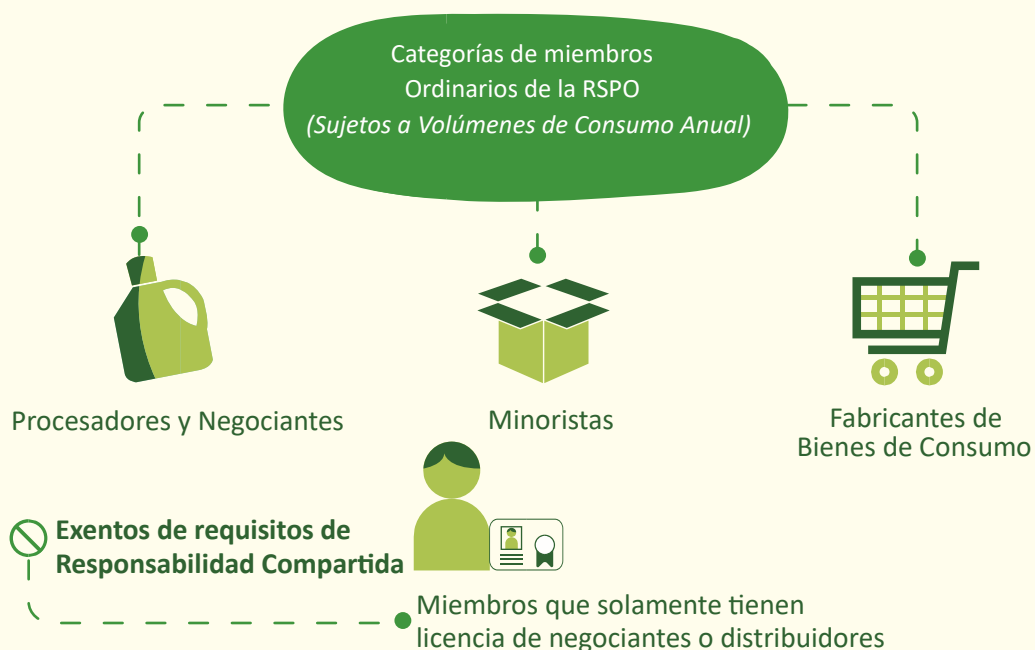 Categorías de miembros
Ordinarios de la RSPO
(Sujetos a Volúmenes de Consumo Anual)
Procesadores y Negociantes
Minoristas
Fabricantes de
Bienes de Consumo
Exentos de requisitos de
Responsabilidad Compartida
Miembros que solamente tienen
licencia de negociantes o distribuidores